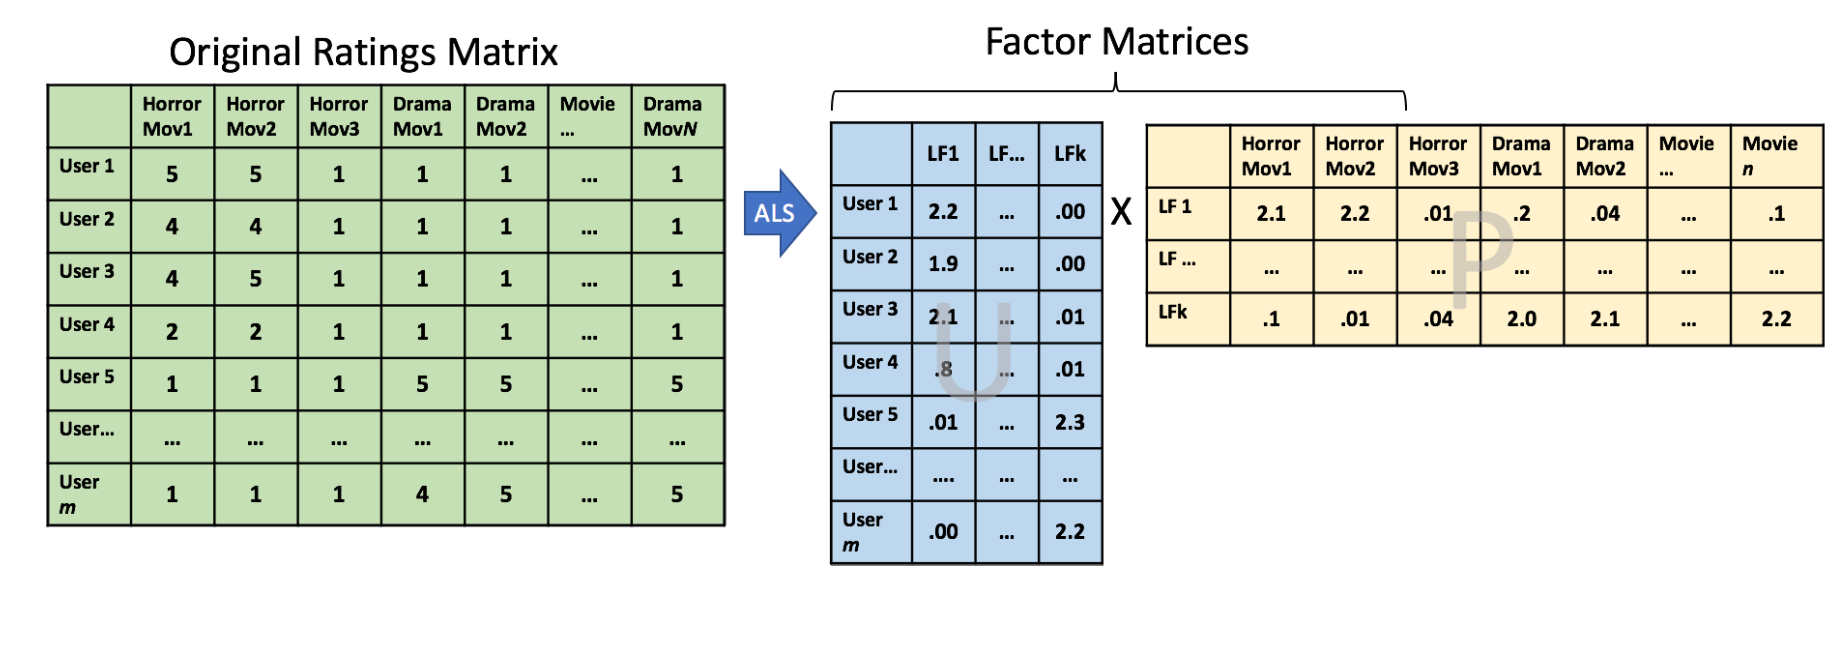 Original Ratings Matrix
Horror Mov1 Horror Mov2 Horror Mov3 Drama Mov1 Drama Mov2 Movie ... Drama MovN
User 1 5 5 1 1 1 ... 1
User 2 4 4 1 1 1 ... 1
User 3 4 5 1 1 1 ... 1
User 4 2 2 1 1 1 ... 1
User 5 1 1 1 5 5 ... 5
User... ... ... ... ... ... ... ...
User m 1 1 1 4 5 ... 5
ALS
Factor Matrices
LF1 LF... LFk
User 1 2.2 ... .00
User 2 1.9 ... .00
User 3 2.1 ... .01
User 4 .8 ... .01
User 5 .01 ... 2.3
User... .... ... ...
User m .00 ... 2.2
U
X
Horror Mov1 Horror Mov2 Horror Mov3 Drama Mov1 Drama Mov2 Movie ... Movie n
LF 1 2.1 2.2 .01 .2 .04 ... .1
LF ... ... ... ... ... ... ... ...
LFk .1 .01 .04 2.0 2.1 ... 2.2
P